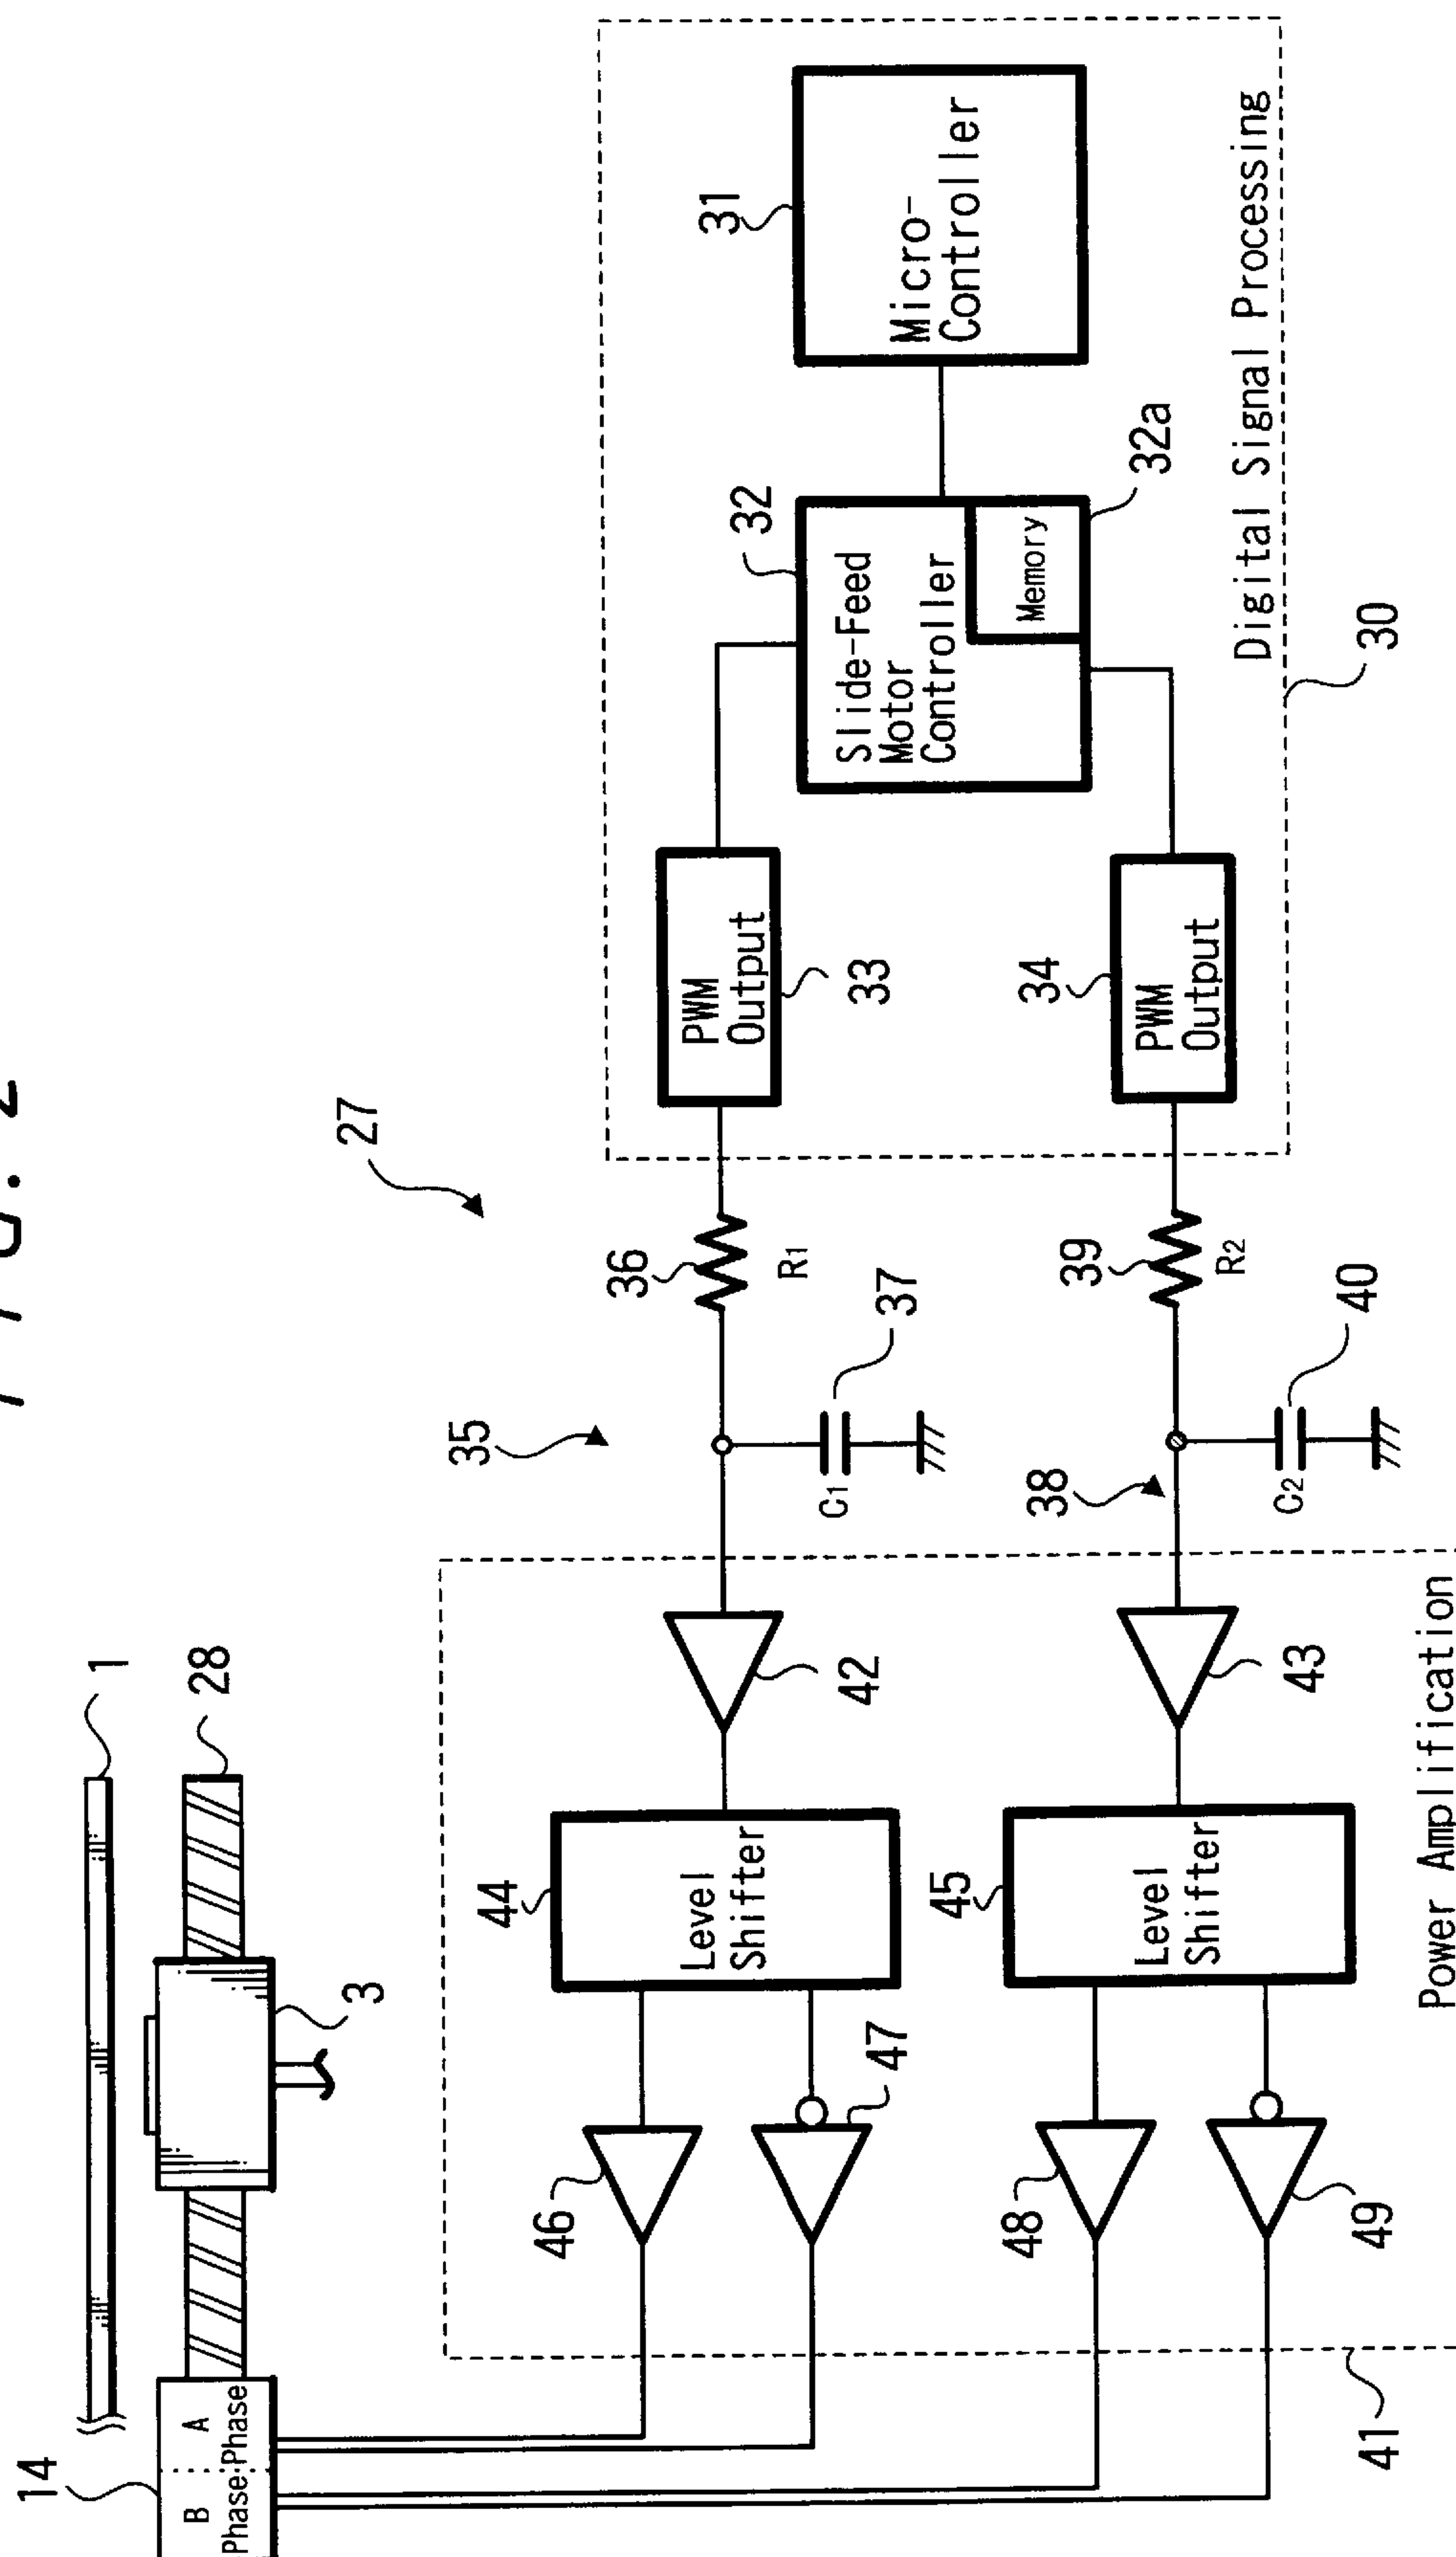 FIG. 2
1
28
3
14
B
Phase
A
Phase
27
35
36
R1
37
C1
38
39
R2
40
C2
31
Micro-
Controller
32
Slide-Feed
Motor
Controller
Memory
32a
33
PWM
Output
34
PWM
Output
Digital Signal Processing
30
42
43
44
Level
Shifter
45
Level
Shifter
46
47
48
49
Power Amplification
41